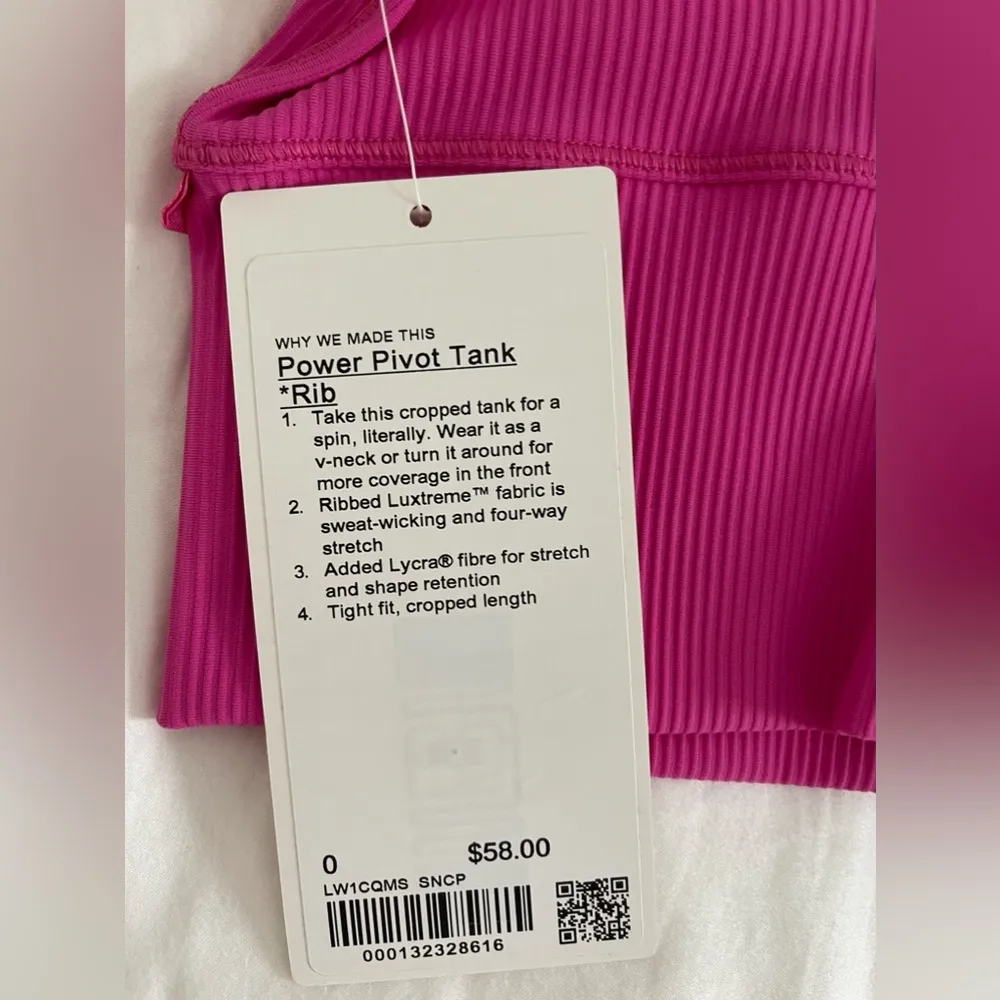 WHY WE MADE THIS
Power Pivot Tank
*Rib
1. Take this cropped tank for a
spin, literally. Wear it as a
v-neck or turn it around for
more coverage in the front
2. Ribbed Luxtreme™ fabric is
sweat-wicking and four-way
stretch
3. Added Lycra® fibre for stretch
and shape retention
4. Tight fit, cropped length
0 $58.00
LW1CQMS SNCP
000132328616